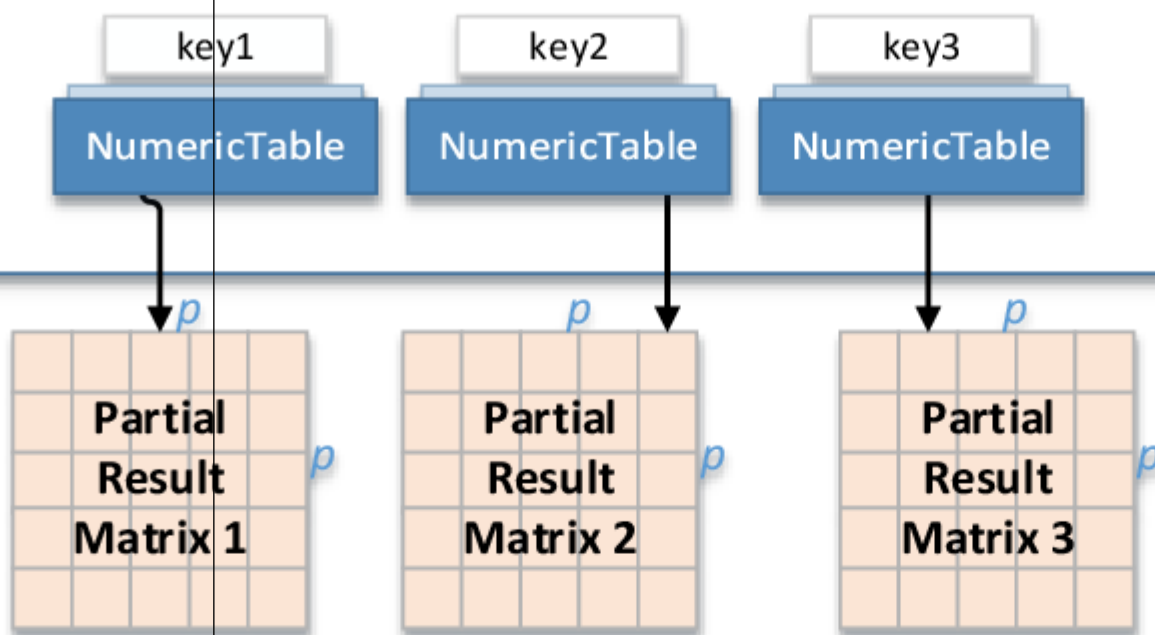 key1
key2
key3
NumericTable
NumericTable
NumericTable
p
p
p
Partial
Result
Matrix 1
p
Partial
Result
Matrix 2
p
Partial
Result
Matrix 3
p